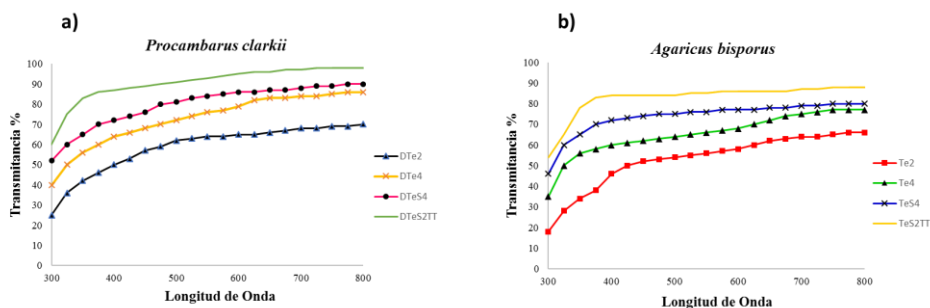 a)
Procambarus clarkii
Transmitancia %
100
90
80
70
60
50
40
30
20
10
0
300 400 500 600 700 800
Longitud de Onda
DTe2
DTe4
DTeS4
DTeS2TT
b)
Agaricus bisporus
Transmitancia %
100
90
80
70
60
50
40
30
20
10
0
300 400 500 600 700 800
Longitud de Onda
Te2
Te4
TeS4
TeS2TT